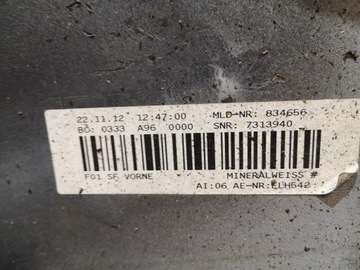 22.11.12 12:47:00 MLD-NR: 834656
BC: 0333 A96 0000 SNR: 7313940
F01 SF VORNE MINERALWEISS #
AI:06 AE-NR:ELH642